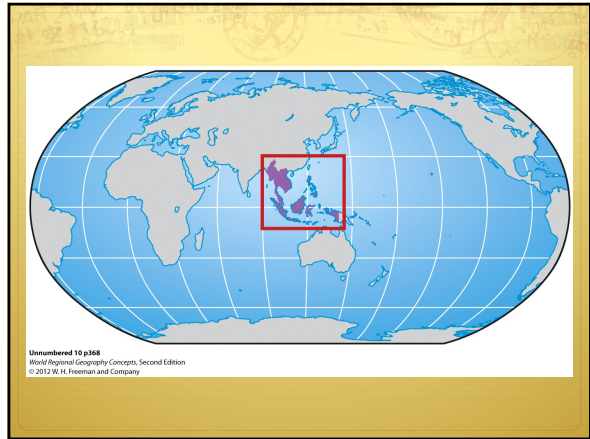 Unnumbered 10 p368
World Regional Geography Concepts, Second Edition
© 2012 W. H. Freeman and Company